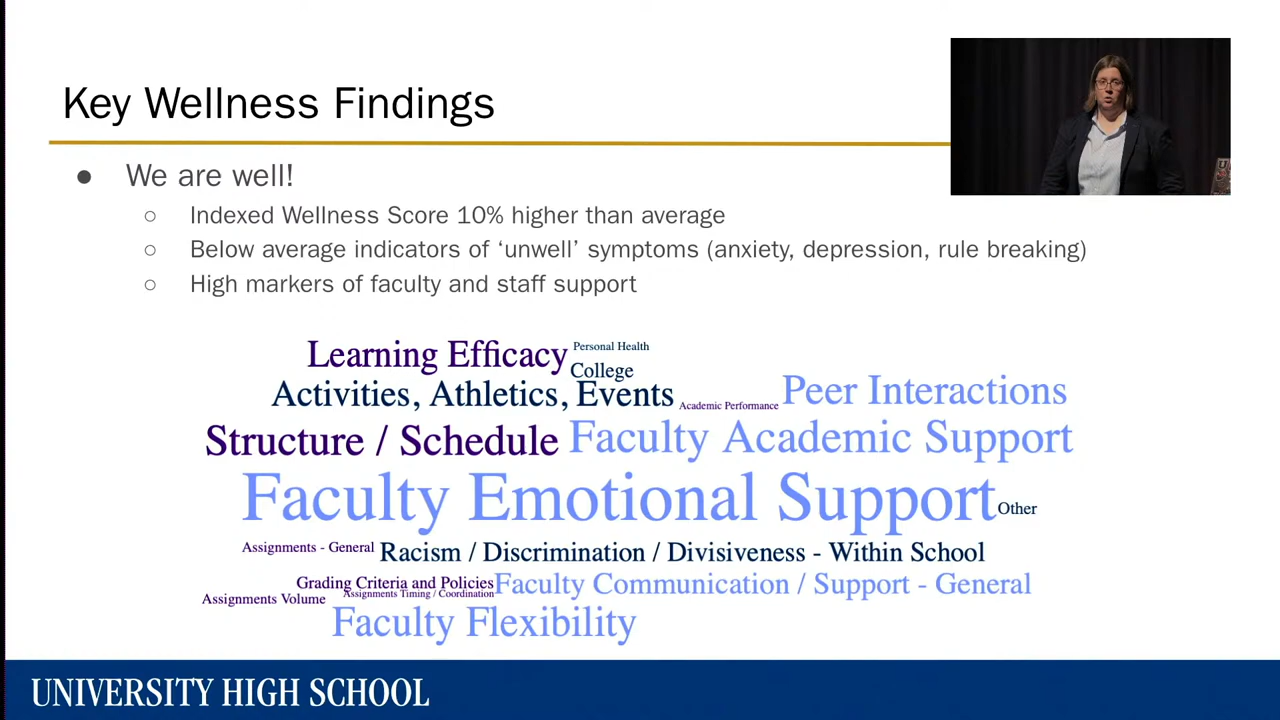 Key Wellness Findings
● We are well!
○ Indexed Wellness Score 10% higher than average
○ Below average indicators of ‘unwell’ symptoms (anxiety, depression, rule breaking)
○ High markers of faculty and staff support
Learning Efficacy
Personal Health
College
Activities, Athletics, Events
Academic Performance
Peer Interactions
Structure / Schedule
Faculty Academic Support
Faculty Emotional Support
Other
Assignments - General
Racism / Discrimination / Divisiveness - Within School
Grading Criteria and Policies
Faculty Communication / Support - General
Assignments Timing / Coordination
Assignments Volume
Faculty Flexibility
UNIVERSITY HIGH SCHOOL